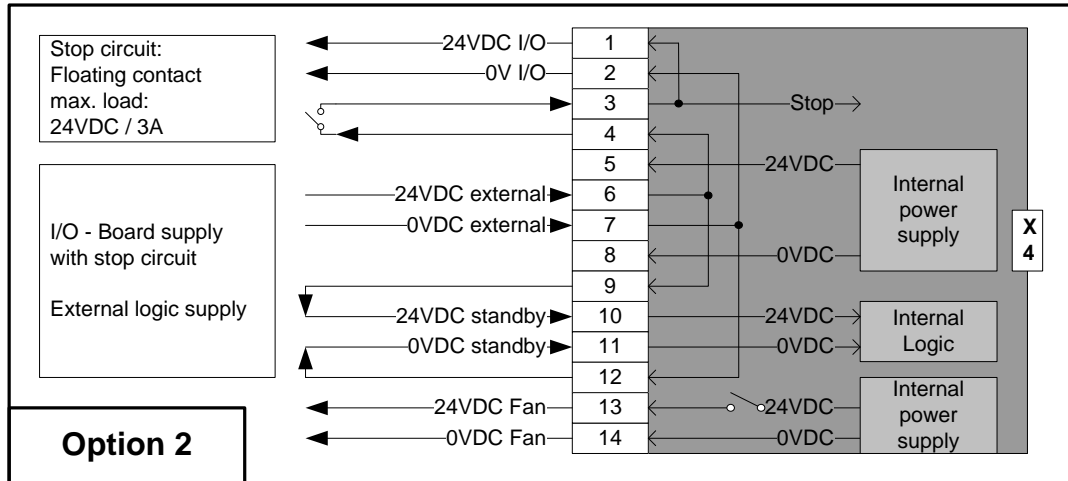 Stop circuit:
Floating contact
max. load:
24VDC / 3A
I/O - Board supply
with stop circuit
External logic supply
Option 2
24VDC I/O
0V I/O
24VDC external
0VDC external
24VDC standby
0VDC standby
24VDC Fan
0VDC Fan
1
2
3
4
5
6
7
8
9
10
11
12
13
14
Stop
24VDC
0VDC
24VDC
0VDC
24VDC
0VDC
Internal
power
supply
Internal
Logic
Internal
power
supply
X
4